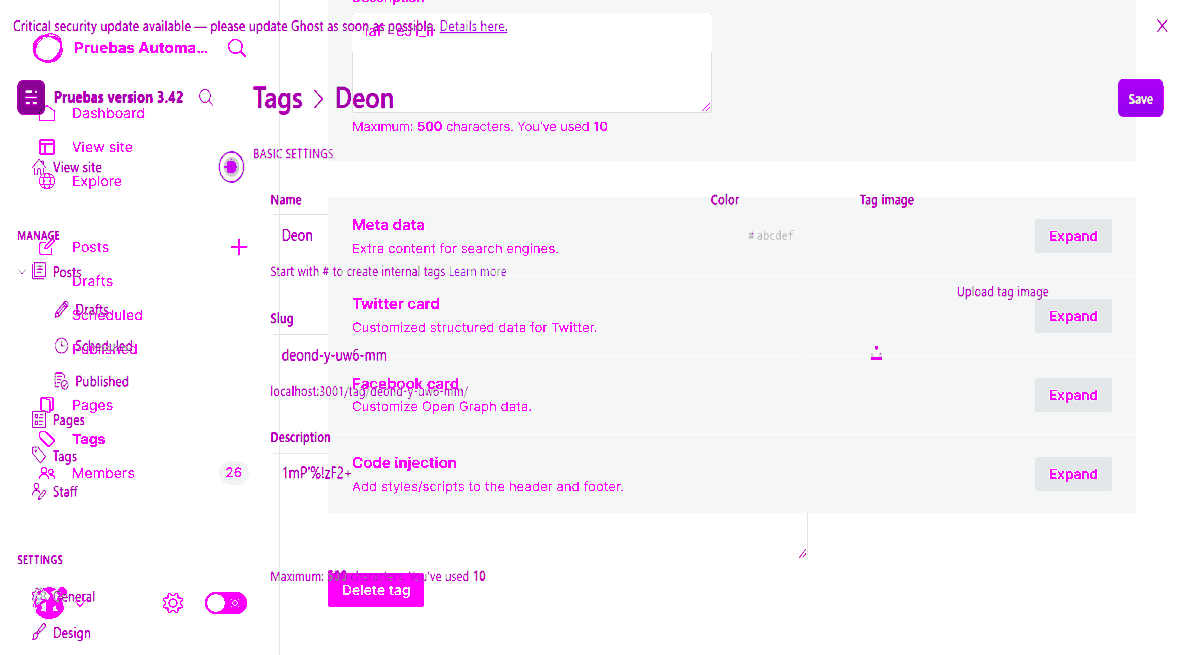 Description
Critical security update available — please update Ghost as soon as possible. Details here.
Pruebas Automa...
Pruebas version 3.42
Tags > Deon
Save
Dashboard
Maximum: 500 characters. You've used 10
View site
BASIC SETTINGS
View site
Explore
Name
Color
Tag image
Meta data
MANAGE
Deon
#abcdef
Expand
Posts
Extra content for search engines.
Start with # to create internal tags Learn more
Posts
Drafts
Upload tag image
Twitter card
Drafts
Scheduled
Slug
Expand
Customized structured data for Twitter.
Scheduled
Published
deond-y-uw6-mm
Published
Facebook card
localhost:3001/tag/deond-y-uw6-mm/
Expand
Pages
Customize Open Graph data.
Pages
Tags
Description
Tags
Code injection
Members
26
1mP"%!zF2+
Expand
Staff
Add styles/scripts to the header and footer.
SETTINGS
Maximum: 500 characters. You've used 10
Delete tag
General
Design